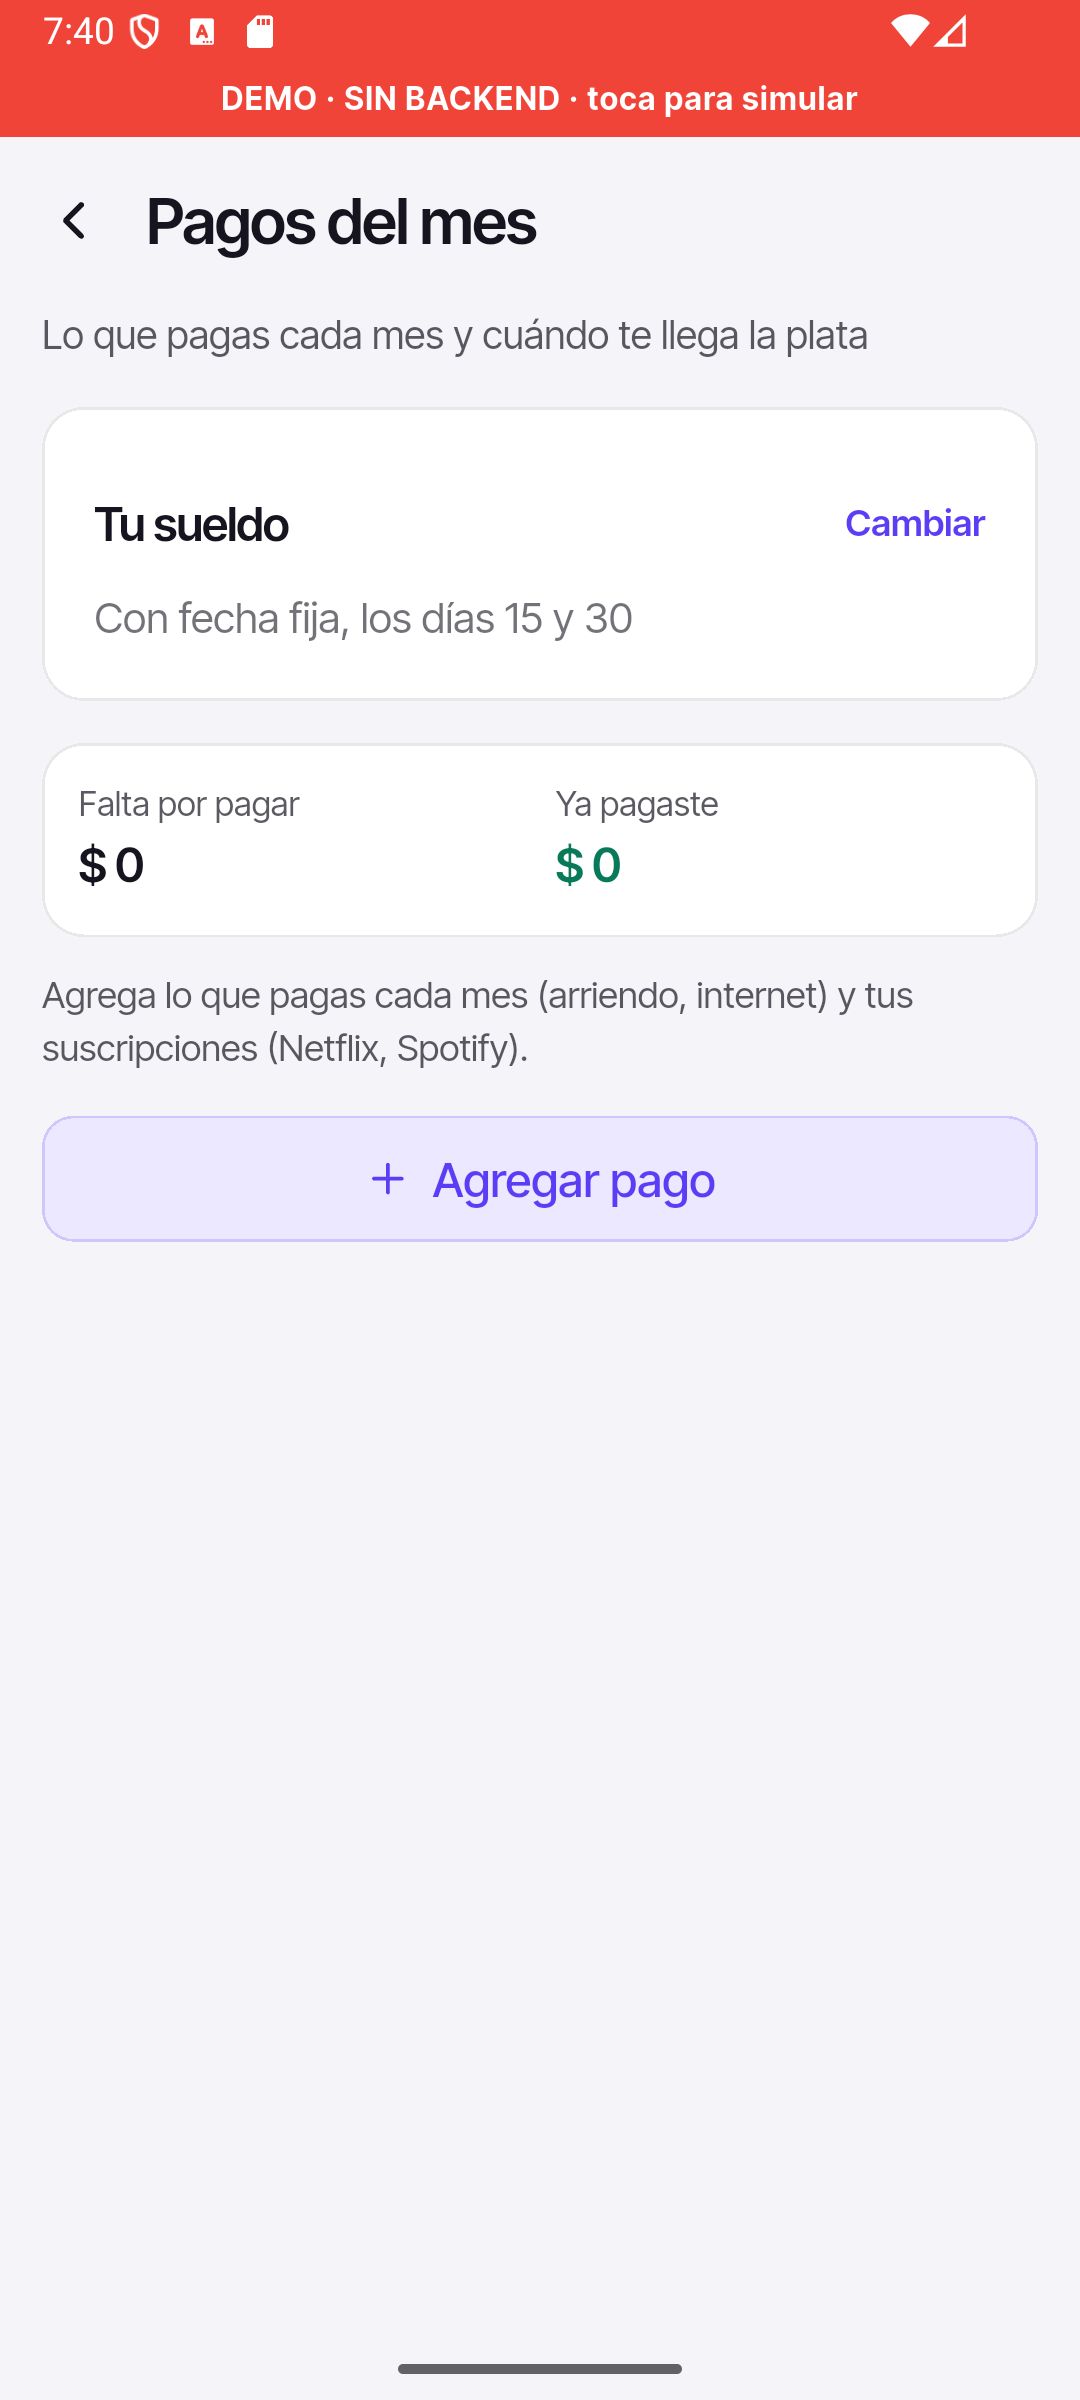 7:40
DEMO · SIN BACKEND · toca para simular
Pagos del mes
Lo que pagas cada mes y cuándo te llega la plata
Tu sueldo
Cambiar
Con fecha fija, los días 15 y 30
Falta por pagar
Ya pagaste
$ 0
$ 0
Agrega lo que pagas cada mes (arriendo, internet) y tus
suscripciones (Netflix, Spotify).
+ Agregar pago